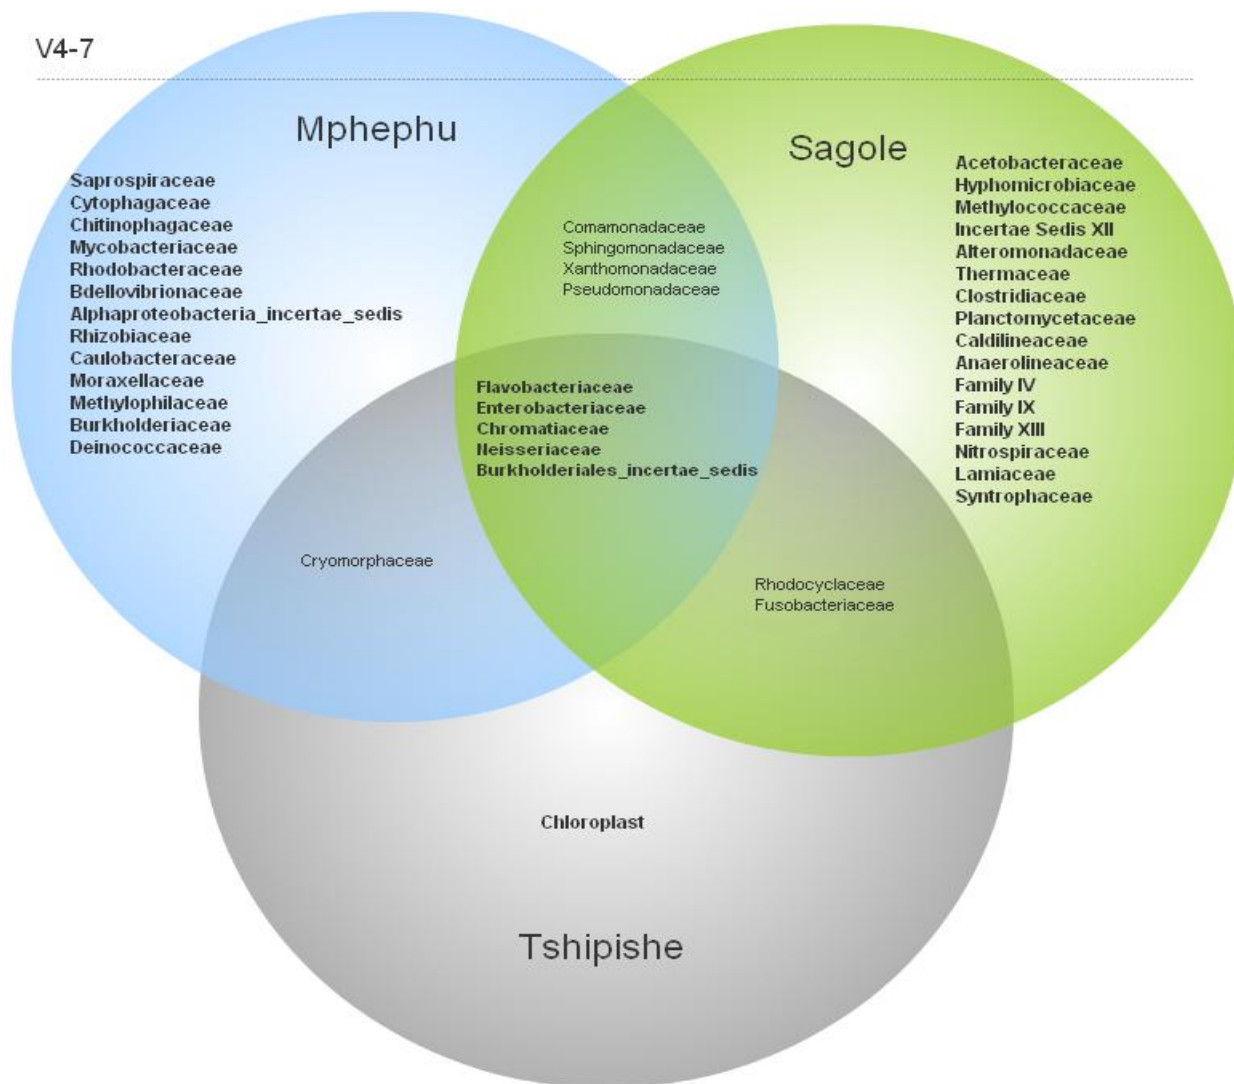 V4-7
Mphephu
Saprospiraceae
Cytophagaceae
Chitinophagaceae
Mycobacteriaceae
Rhodobacteraceae
Bdellovibrionaceae
Alphaproteobacteria_incertae_sedis
Rhizobiaceae
Caulobacteraceae
Moraxellaceae
Methylophilaceae
Burkholderiaceae
Deinococcaceae
Comamonadaceae
Sphingomonadaceae
Xanthomonadaceae
Pseudomonadaceae
Sagole
Acetobacteraceae
Hyphomicrobiaceae
Methylococcaceae
Incertae Sedis XII
Alteromonadaceae
Thermaceae
Clostridiaceae
Planctomycetaceae
Caldilineaceae
Anaerolineaceae
Family IV
Family IX
Family XIII
Nitrospiraceae
Lamiaceae
Syntrophaceae
Flavobacteriaceae
Enterobacteriaceae
Chromatiaceae
Neisseriaceae
Burkholderiales_incertae_sedis
Cryomorphaceae
Rhodocyclaceae
Fusobacteriaceae
Chloroplast
Tshipishe